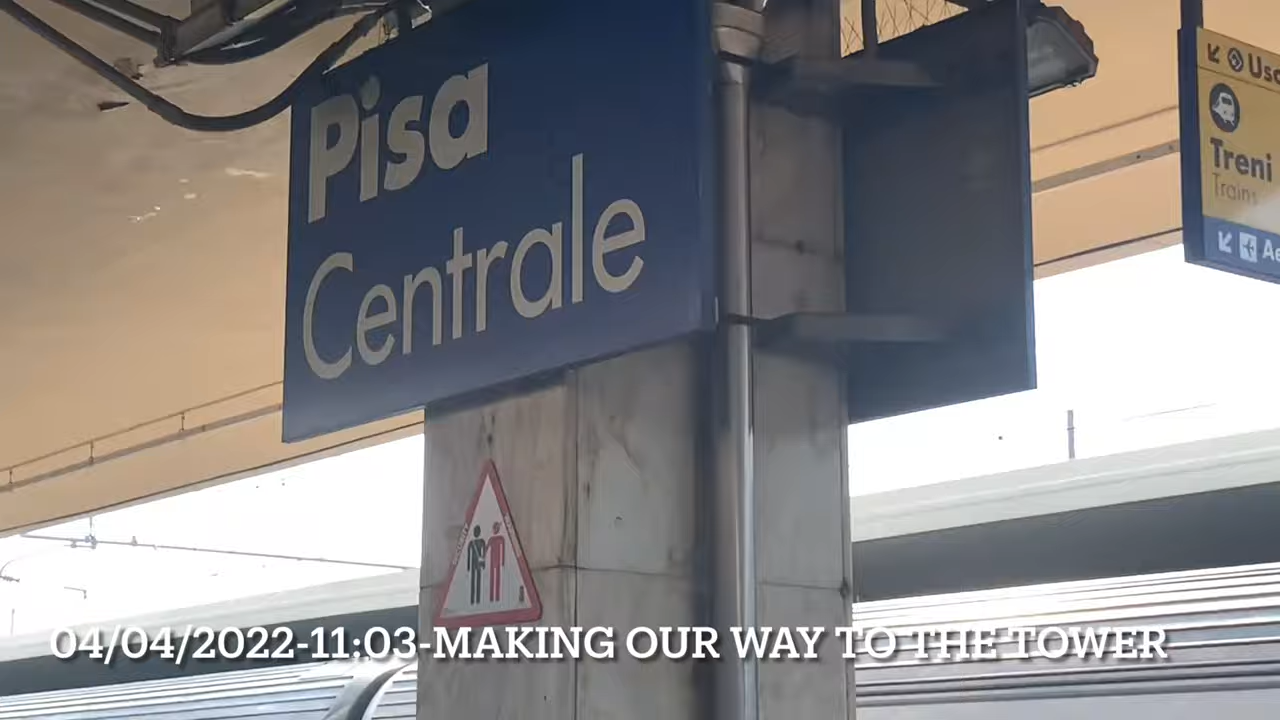 Pisa
Centrale
Treni
Trains
04/04/2022-11:03-MAKING OUR WAY TO THE TOWER